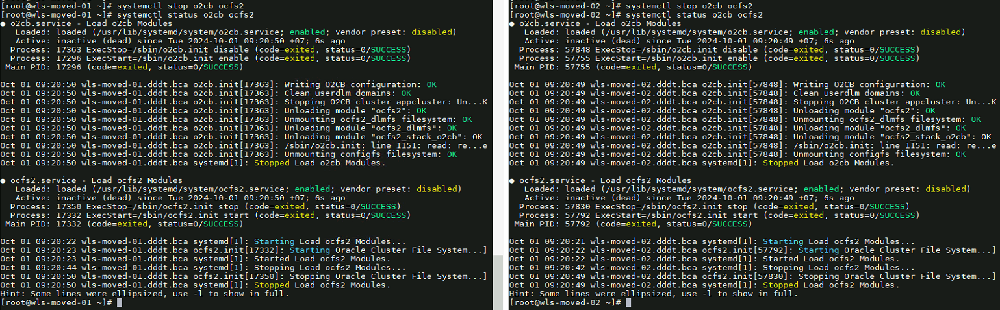 [root@wls-moved-01 ~]# systemctl stop o2cb ocfs2
[root@wls-moved-01 ~]# systemctl status o2cb ocfs2
● o2cb.service - Load o2cb Modules
   Loaded: loaded (/usr/lib/systemd/system/o2cb.service; enabled; vendor preset: disabled)
   Active: inactive (dead) since Tue 2024-10-01 09:20:50 +07; 6s ago
  Process: 17363 ExecStop=/sbin/o2cb.init disable (code=exited, status=0/SUCCESS)
  Process: 17296 ExecStart=/sbin/o2cb.init enable (code=exited, status=0/SUCCESS)
 Main PID: 17296 (code=exited, status=0/SUCCESS)

Oct 01 09:20:50 wls-moved-01.dddt.bca o2cb.init[17363]: Writing O2CB configuration: OK
Oct 01 09:20:50 wls-moved-01.dddt.bca o2cb.init[17363]: Clean userdlm domains: OK
Oct 01 09:20:50 wls-moved-01.dddt.bca o2cb.init[17363]: Stopping O2CB cluster appcluster: Un...K
Oct 01 09:20:50 wls-moved-01.dddt.bca o2cb.init[17363]: Unloading module "ocfs2": OK
Oct 01 09:20:50 wls-moved-01.dddt.bca o2cb.init[17363]: Unmounting ocfs2_dlmfs filesystem: OK
Oct 01 09:20:50 wls-moved-01.dddt.bca o2cb.init[17363]: Unloading module "ocfs2_dlmfs": OK
Oct 01 09:20:50 wls-moved-01.dddt.bca o2cb.init[17363]: Unloading module "ocfs2_stack_o2cb": OK
Oct 01 09:20:50 wls-moved-01.dddt.bca o2cb.init[17363]: /sbin/o2cb.init: line 1151: read: re...e
Oct 01 09:20:50 wls-moved-01.dddt.bca o2cb.init[17363]: Unmounting configfs filesystem: OK
Oct 01 09:20:50 wls-moved-01.dddt.bca systemd[1]: Stopped Load o2cb Modules.

● ocfs2.service - Load ocfs2 Modules
   Loaded: loaded (/usr/lib/systemd/system/ocfs2.service; enabled; vendor preset: disabled)
   Active: inactive (dead) since Tue 2024-10-01 09:20:50 +07; 6s ago
  Process: 17350 ExecStop=/sbin/ocfs2.init stop (code=exited, status=0/SUCCESS)
  Process: 17332 ExecStart=/sbin/ocfs2.init start (code=exited, status=0/SUCCESS)
 Main PID: 17332 (code=exited, status=0/SUCCESS)

Oct 01 09:20:22 wls-moved-01.dddt.bca systemd[1]: Starting Load ocfs2 Modules...
Oct 01 09:20:23 wls-moved-01.dddt.bca ocfs2.init[17332]: Starting Oracle Cluster File System...]
Oct 01 09:20:23 wls-moved-01.dddt.bca systemd[1]: Started Load ocfs2 Modules.
Oct 01 09:20:44 wls-moved-01.dddt.bca systemd[1]: Stopping Load ocfs2 Modules...
Oct 01 09:20:50 wls-moved-01.dddt.bca ocfs2.init[17350]: Stopping Oracle Cluster File System...]
Oct 01 09:20:50 wls-moved-01.dddt.bca systemd[1]: Stopped Load ocfs2 Modules.
Hint: Some lines were ellipsized, use -l to show in full.
[root@wls-moved-01 ~]#
[root@wls-moved-02 ~]# systemctl stop o2cb ocfs2
[root@wls-moved-02 ~]# systemctl status o2cb ocfs2
● o2cb.service - Load o2cb Modules
   Loaded: loaded (/usr/lib/systemd/system/o2cb.service; enabled; vendor preset: disabled)
   Active: inactive (dead) since Tue 2024-10-01 09:20:49 +07; 6s ago
  Process: 57848 ExecStop=/sbin/o2cb.init disable (code=exited, status=0/SUCCESS)
  Process: 57755 ExecStart=/sbin/o2cb.init enable (code=exited, status=0/SUCCESS)
 Main PID: 57755 (code=exited, status=0/SUCCESS)

Oct 01 09:20:49 wls-moved-02.dddt.bca o2cb.init[57848]: Writing O2CB configuration: OK
Oct 01 09:20:49 wls-moved-02.dddt.bca o2cb.init[57848]: Clean userdlm domains: OK
Oct 01 09:20:49 wls-moved-02.dddt.bca o2cb.init[57848]: Stopping O2CB cluster appcluster: Un...K
Oct 01 09:20:49 wls-moved-02.dddt.bca o2cb.init[57848]: Unloading module "ocfs2": OK
Oct 01 09:20:49 wls-moved-02.dddt.bca o2cb.init[57848]: Unmounting ocfs2_dlmfs filesystem: OK
Oct 01 09:20:49 wls-moved-02.dddt.bca o2cb.init[57848]: Unloading module "ocfs2_dlmfs": OK
Oct 01 09:20:49 wls-moved-02.dddt.bca o2cb.init[57848]: Unloading module "ocfs2_stack_o2cb": OK
Oct 01 09:20:49 wls-moved-02.dddt.bca o2cb.init[57848]: /sbin/o2cb.init: line 1151: read: re...e
Oct 01 09:20:49 wls-moved-02.dddt.bca o2cb.init[57848]: Unmounting configfs filesystem: OK
Oct 01 09:20:49 wls-moved-02.dddt.bca systemd[1]: Stopped Load o2cb Modules.

● ocfs2.service - Load ocfs2 Modules
   Loaded: loaded (/usr/lib/systemd/system/ocfs2.service; enabled; vendor preset: disabled)
   Active: inactive (dead) since Tue 2024-10-01 09:20:49 +07; 6s ago
  Process: 57830 ExecStop=/sbin/ocfs2.init stop (code=exited, status=0/SUCCESS)
  Process: 57792 ExecStart=/sbin/ocfs2.init start (code=exited, status=0/SUCCESS)
 Main PID: 57792 (code=exited, status=0/SUCCESS)

Oct 01 09:20:21 wls-moved-02.dddt.bca systemd[1]: Starting Load ocfs2 Modules...
Oct 01 09:20:22 wls-moved-02.dddt.bca ocfs2.init[57792]: Starting Oracle Cluster File System...]
Oct 01 09:20:22 wls-moved-02.dddt.bca systemd[1]: Started Load ocfs2 Modules.
Oct 01 09:20:42 wls-moved-02.dddt.bca systemd[1]: Stopping Load ocfs2 Modules...
Oct 01 09:20:49 wls-moved-02.dddt.bca ocfs2.init[57830]: Stopping Oracle Cluster File System...]
Oct 01 09:20:49 wls-moved-02.dddt.bca systemd[1]: Stopped Load ocfs2 Modules.
Hint: Some lines were ellipsized, use -l to show in full.
[root@wls-moved-02 ~]#